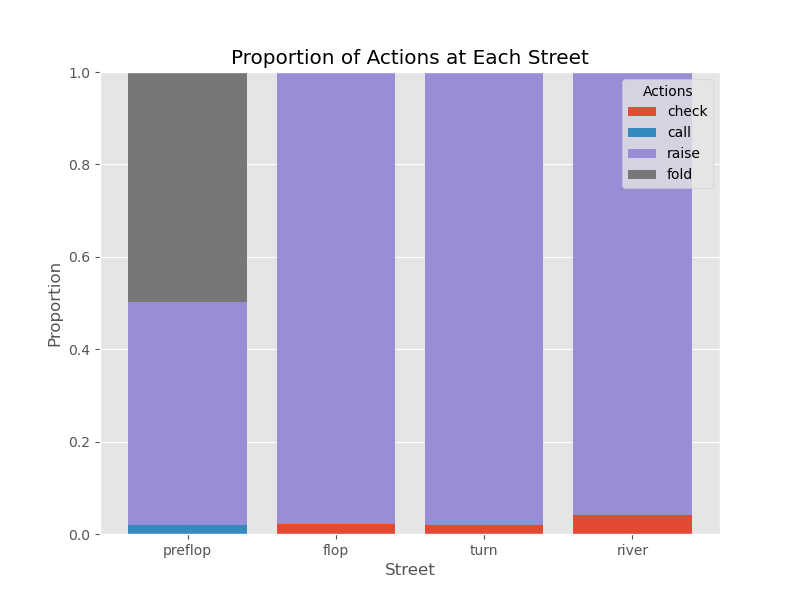 Proportion of Actions at Each Street
1.0
0.8
0.6
0.4
0.2
0.0
Proportion
Actions
check
call
raise
fold
preflop
flop
turn
river
Street